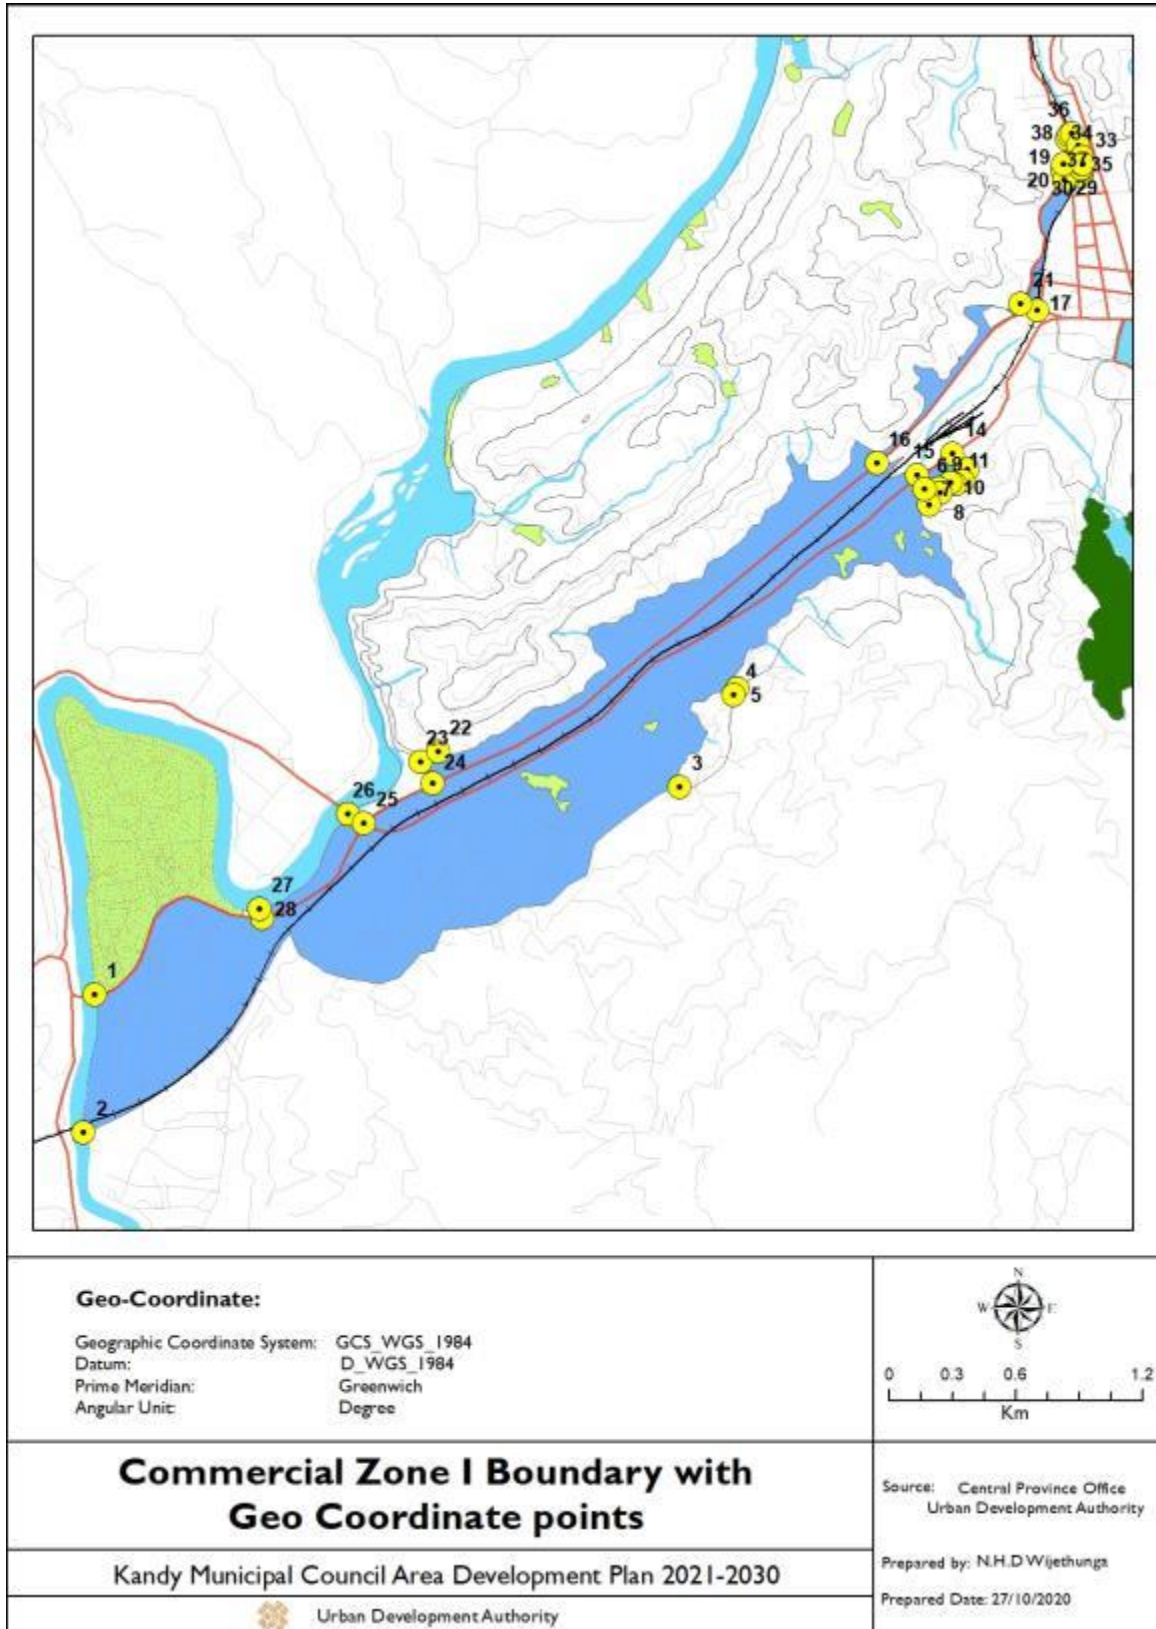 36
38 34 33
19 37 35
20 30 29
21
17
16
14
15 6 9 11
7 10
8
4
5
22
23
24
3
26
25
27
28
1
2
Geo-Coordinate:
Geographic Coordinate System: GCS_WGS_1984
Datum: D_WGS_1984
Prime Meridian: Greenwich
Angular Unit: Degree
N
W E
S
0 0.3 0.6 1.2
Km
Commercial Zone I Boundary with
Geo Coordinate points
Kandy Municipal Council Area Development Plan 2021-2030
Urban Development Authority
Source: Central Province Office
Urban Development Authority
Prepared by: N.H.D Wijethunga
Prepared Date: 27/10/2020